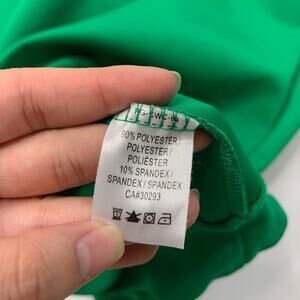 90% POLYESTER/
POLYESTER/
POLIÉSTER
10% SPANDEX/
SPANDEX/SPANDEX
CA#30293